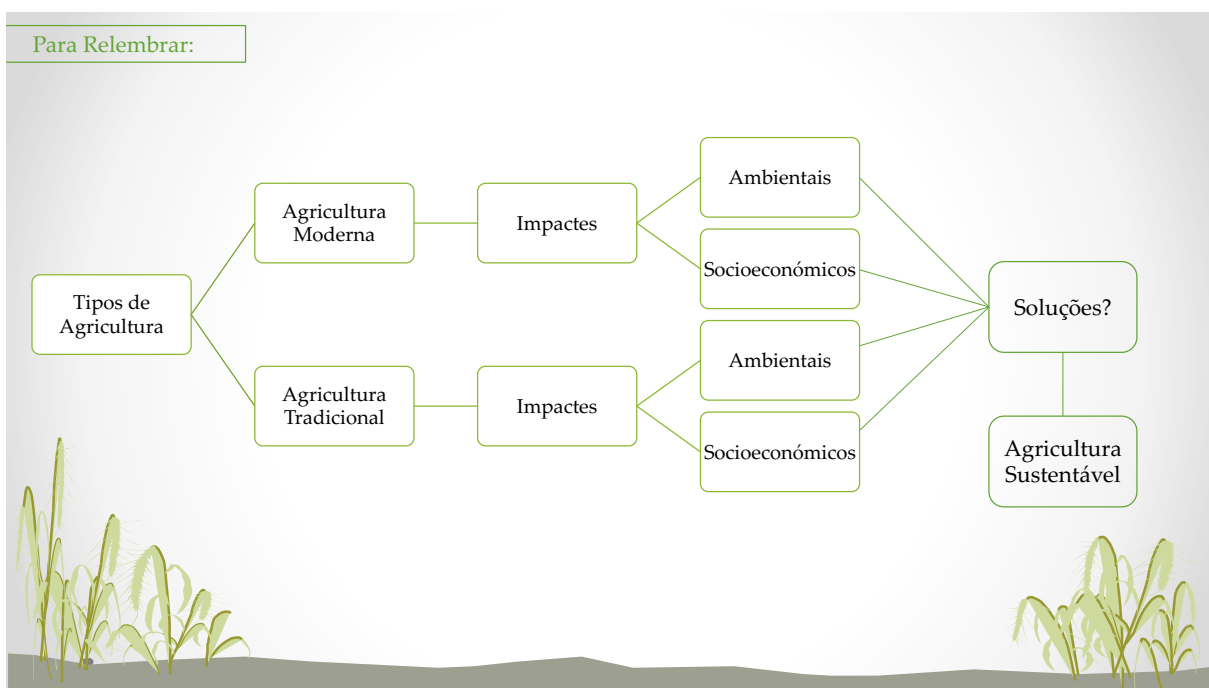 Para Relembrar:
Tipos de
Agricultura
Agricultura
Moderna
Impactes
Ambientais
Socioeconómicos
Agricultura
Tradicional
Impactes
Ambientais
Socioeconómicos
Soluções?
Agricultura
Sustentável